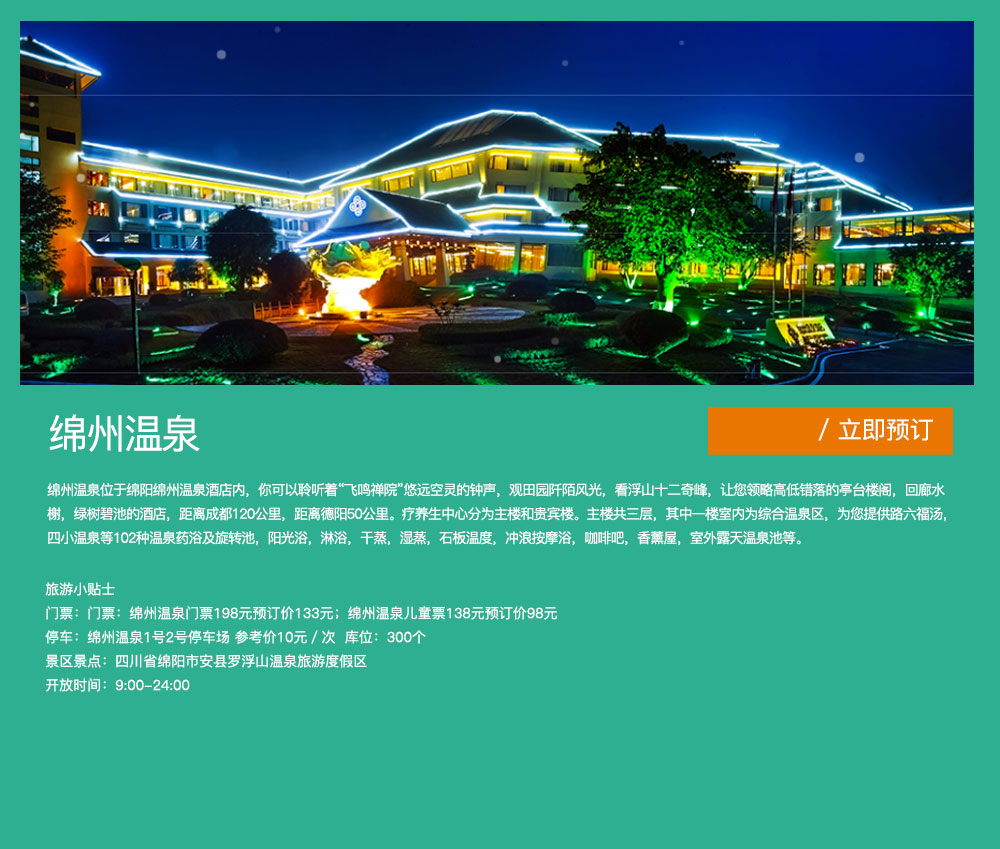 绵州温泉
/ 立即预订
绵州温泉位于绵阳绵州温泉酒店内，你可以聆听着“飞鸣禅院”悠远空灵的钟声，观田园阡陌风光，看浮山十二奇峰，让您领略高低错落的亭台楼阁，回廊水
榭，绿树碧池的酒店，距离成都120公里，距离德阳50公里。疗养生中心分为主楼和贵宾楼。主楼共三层，其中一楼室内为综合温泉区，为您提供路六福汤，
四小温泉等102种温泉药浴及旋转池，阳光浴，淋浴，干蒸，湿蒸，石板温度，冲浪按摩浴，咖啡吧，香薰屋，室外露天温泉池等。
旅游小贴士
门票：门票：绵州温泉门票198元预订价133元；绵州温泉儿童票138元预订价98元
停车：绵州温泉1号2号停车场 参考价10元 / 次  库位：300个
景区景点：四川省绵阳市安县罗浮山温泉旅游度假区
开放时间：9:00-24:00